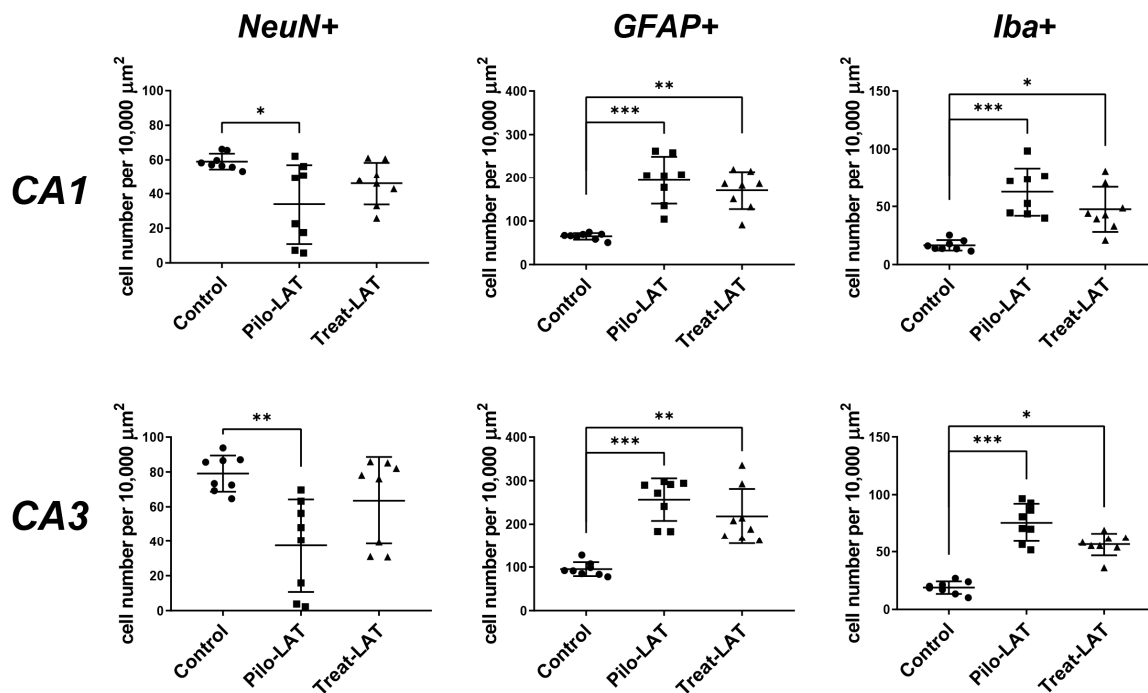 NeuN+ GFAP+ Iba+
CA1
cell number per 10,000 μm²
100
80
60
40
20
0
*
Control Pilo-LAT Treat-LAT
cell number per 10,000 μm²
400
300
200
100
0
**
***
Control Pilo-LAT Treat-LAT
cell number per 10,000 μm²
150
100
50
0
*
***
Control Pilo-LAT Treat-LAT
CA3
cell number per 10,000 μm²
100
80
60
40
20
0
**
Control Pilo-LAT Treat-LAT
cell number per 10,000 μm²
400
300
200
100
0
**
***
Control Pilo-LAT Treat-LAT
cell number per 10,000 μm²
150
100
50
0
*
***
Control Pilo-LAT Treat-LAT